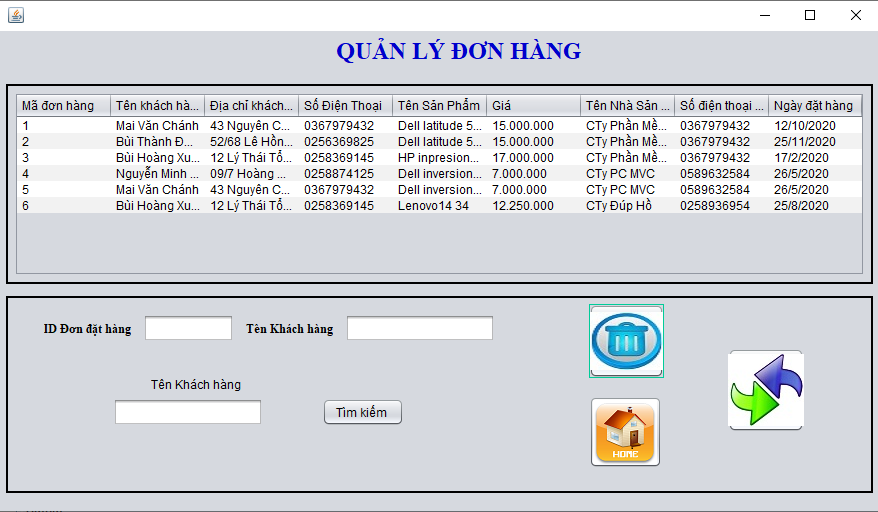 QUẢN LÝ ĐƠN HÀNG
Mã đơn hàng Tên khách hà... Địa chỉ khách... Số Điện Thoại Tên Sản Phẩm Giá Tên Nhà Sản ... Số điện thoại ... Ngày đặt hàng
1 Mai Văn Chánh 43 Nguyên C... 0367979432 Dell latitude 5... 15.000.000 CTy Phần Mề... 0367979432 12/10/2020
2 Bùi Thành Đ... 52/68 Lê Hồn... 0256369825 Dell latitude 5... 15.000.000 CTy Phần Mề... 0367979432 25/11/2020
3 Bùi Hoàng Xu... 12 Lý Thái Tổ... 0258369145 HP inpresion... 17.000.000 CTy Phần Mề... 0367979432 17/2/2020
4 Nguyễn Minh ... 09/7 Hoàng ... 0258874125 Dell inversion... 7.000.000 CTy PC MVC 0589632584 26/5/2020
5 Mai Văn Chánh 43 Nguyên C... 0367979432 Dell inversion... 7.000.000 CTy PC MVC 0589632584 26/5/2020
6 Bùi Hoàng Xu... 12 Lý Thái Tổ... 0258369145 Lenovo14 34 12.250.000 CTy Đúp Hồ 0258936954 25/8/2020
ID Đơn đặt hàng Tên Khách hàng
Tên Khách hàng
Tìm kiếm
HOME